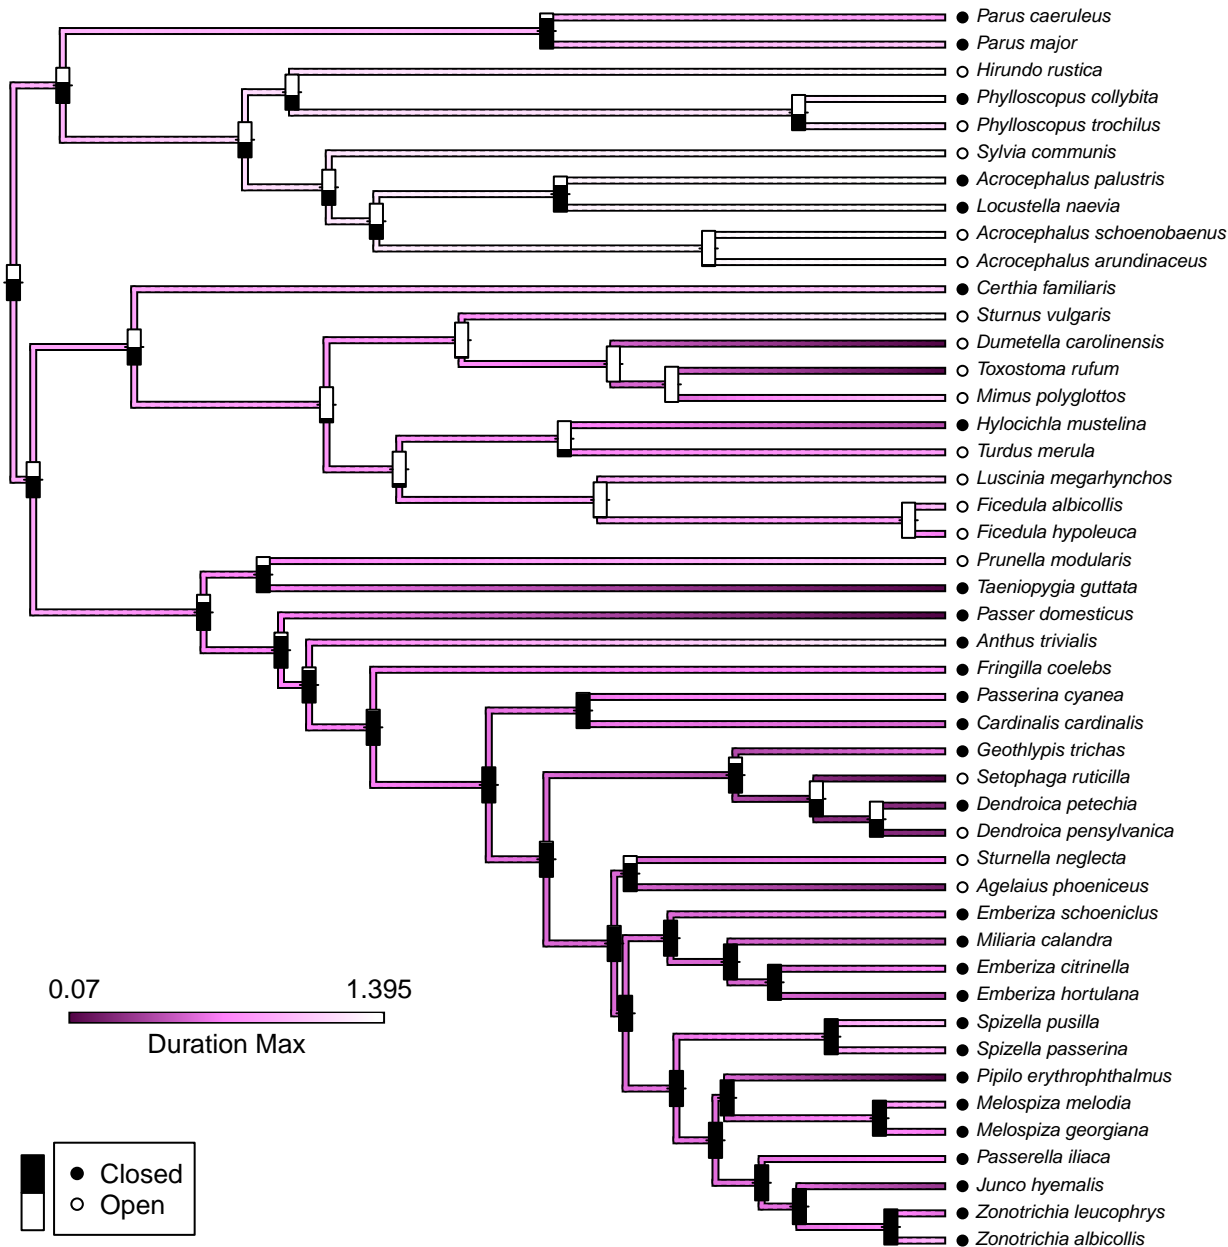 Parus caeruleus
Parus major
Hirundo rustica
Phylloscopus collybita
Phylloscopus trochilus
Sylvia communis
Acrocephalus palustris
Locustella naevia
Acrocephalus schoenobaenus
Acrocephalus arundinaceus
Certhia familiaris
Sturnus vulgaris
Dumetella carolinensis
Toxostoma rufum
Mimus polyglottos
Hylocichla mustelina
Turdus merula
Luscinia megarhynchos
Ficedula albicollis
Ficedula hypoleuca
Prunella modularis
Taeniopygia guttata
Passer domesticus
Anthus trivialis
Fringilla coelebs
Passerina cyanea
Cardinalis cardinalis
Geothlypis trichas
Setophaga ruticilla
Dendroica petechia
Dendroica pensylvanica
Sturnella neglecta
Agelaius phoeniceus
Emberiza schoeniclus
Miliaria calandra
Emberiza citrinella
Emberiza hortulana
Spizella pusilla
Spizella passerina
Pipilo erythrophthalmus
Melospiza melodia
Melospiza georgiana
Passerella iliaca
Junco hyemalis
Zonotrichia leucophrys
Zonotrichia albicollis
0.07 1.395
Duration Max
Closed
Open